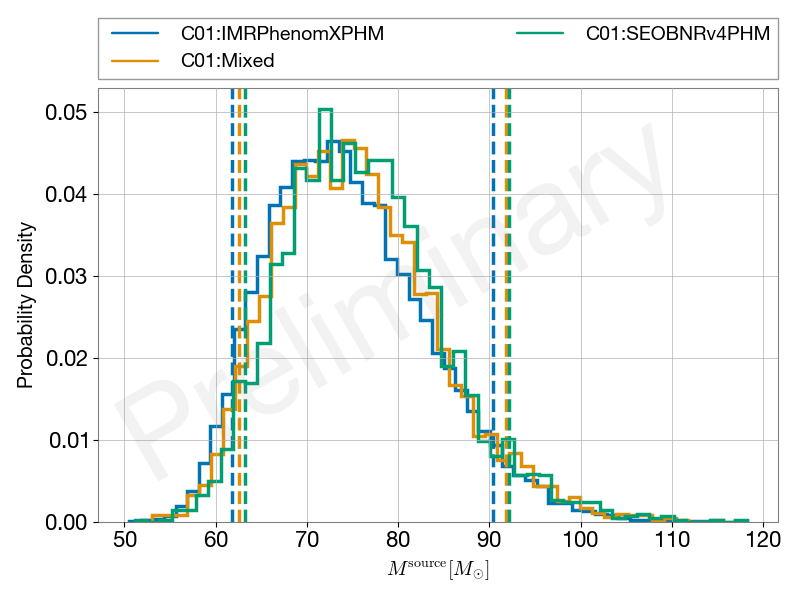 C01:IMRPhenomXPHM
C01:SEOBNRv4PHM
C01:Mixed
Probability Density
0.05
0.04
0.03
0.02
0.01
0.00
50 60 70 80 90 100 110 120
M^source [M_⊙]
Preliminary